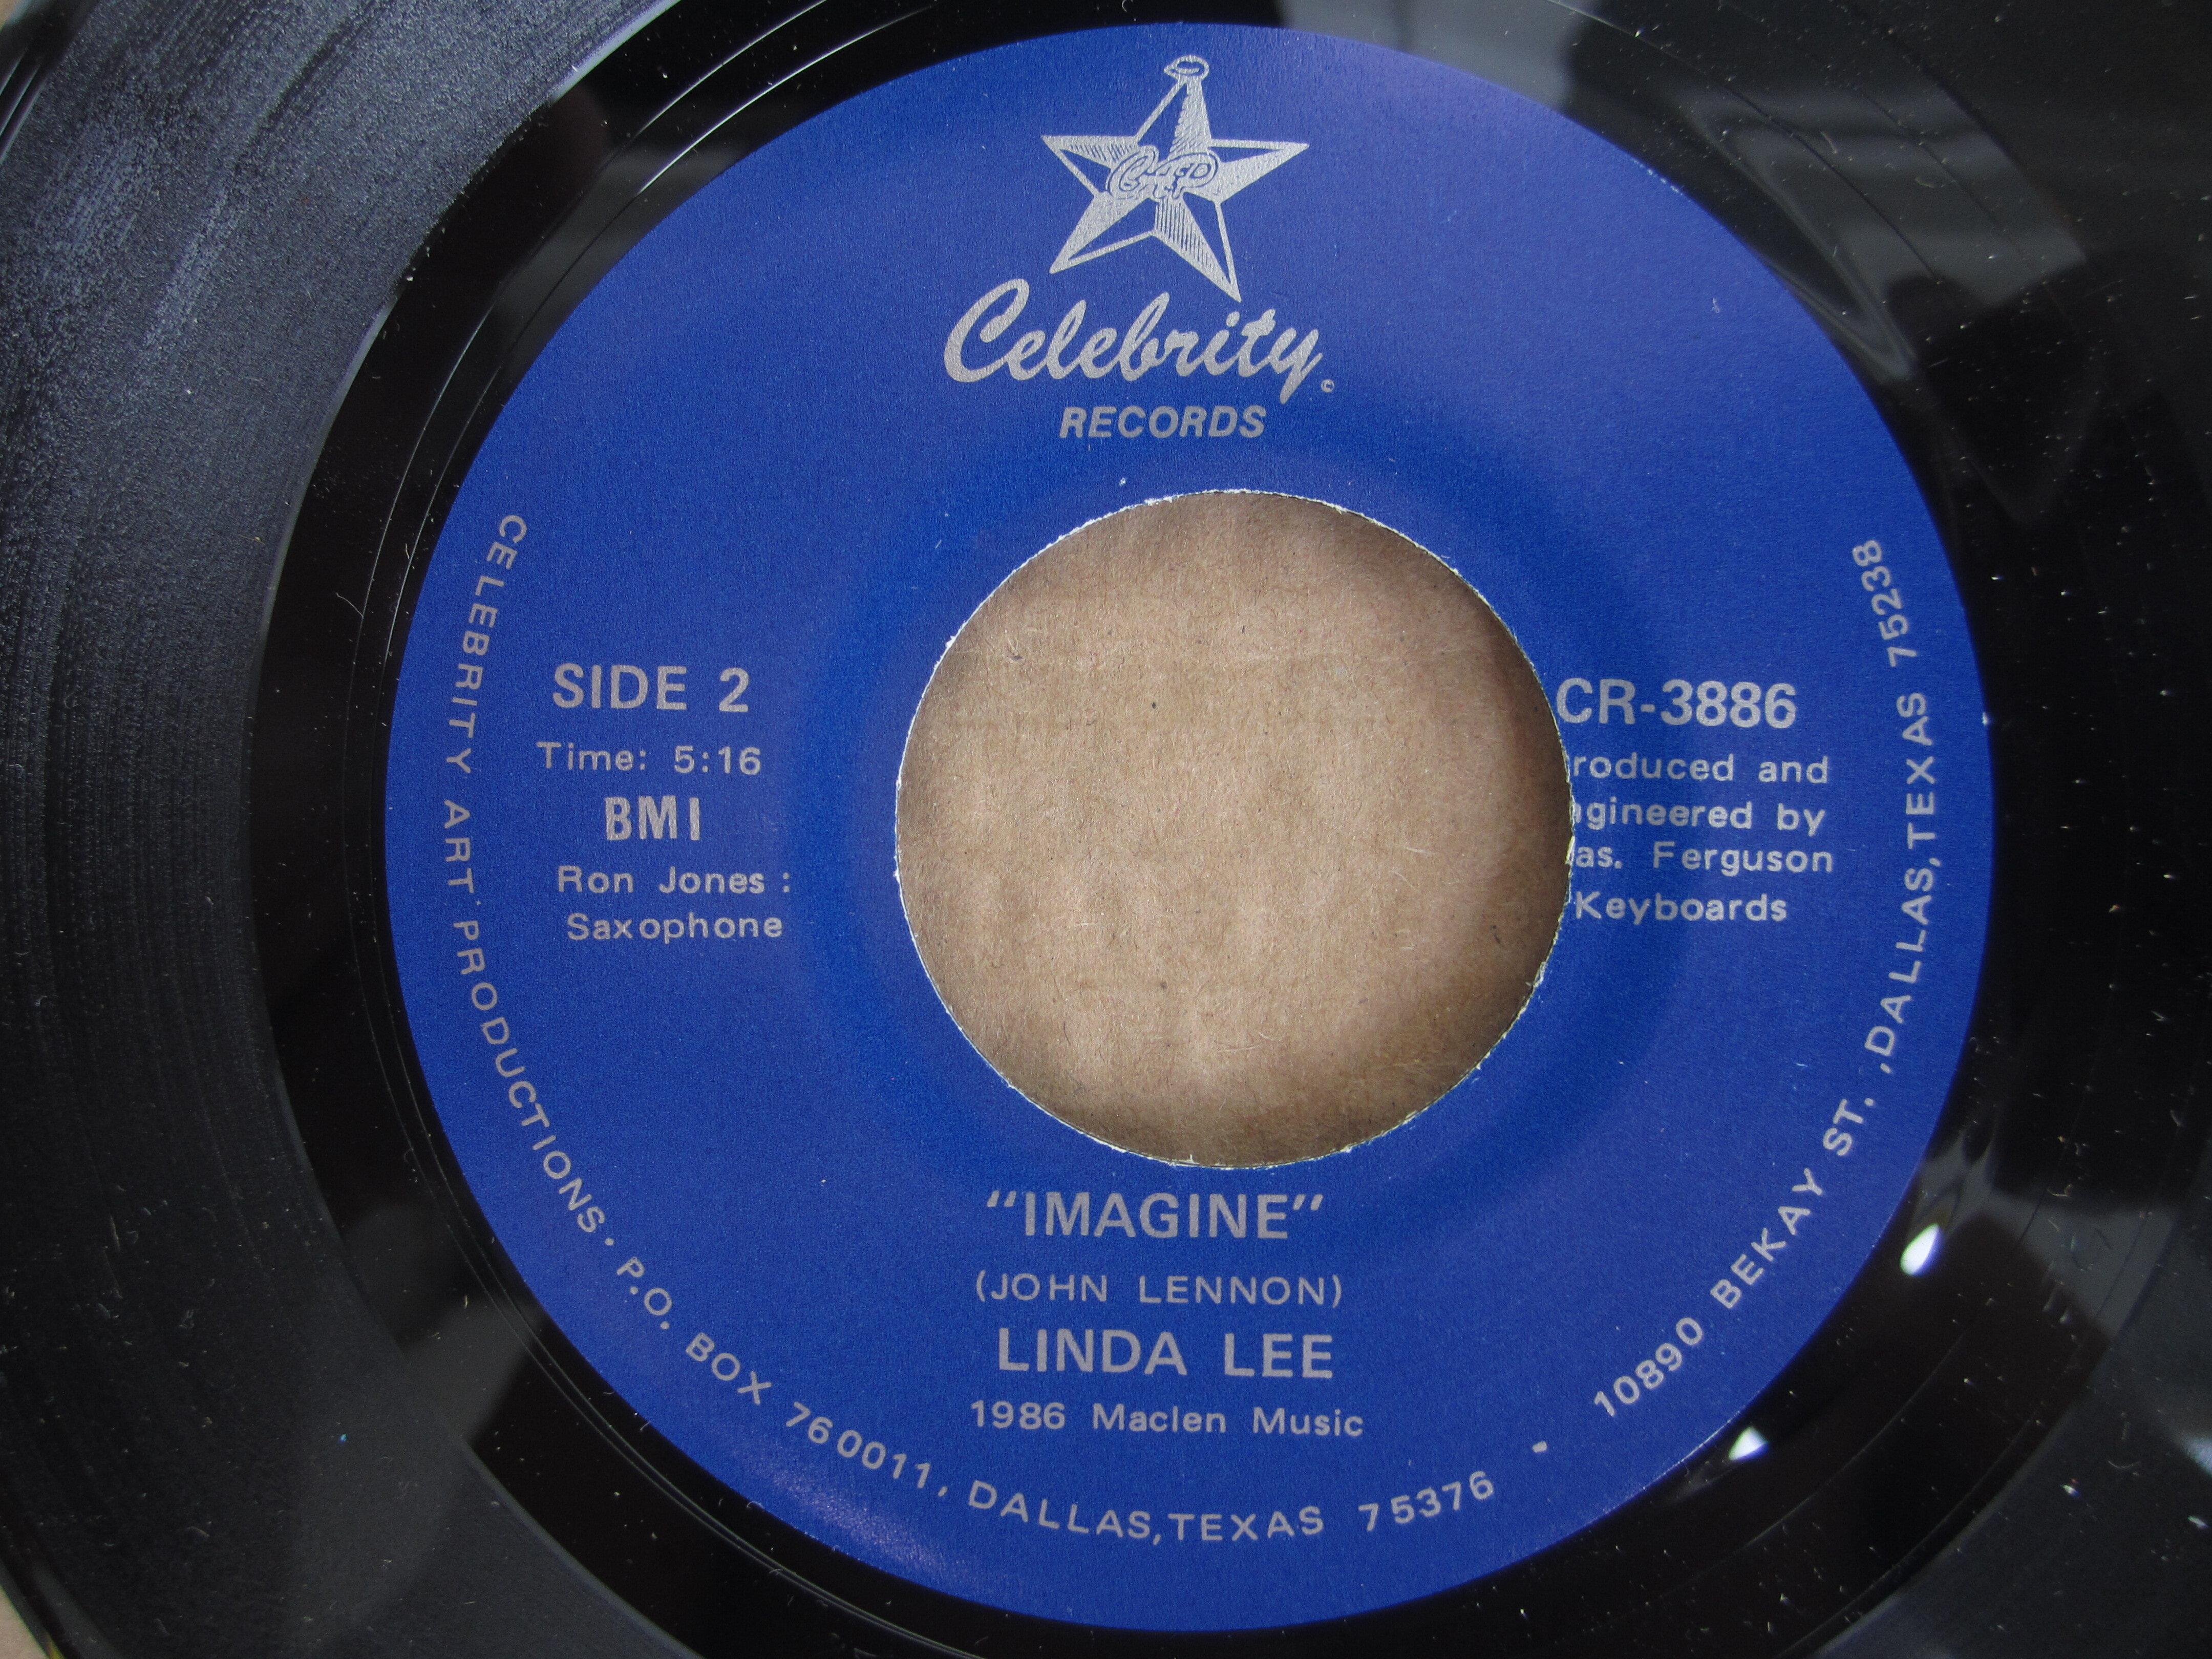 Celebrity ©
RECORDS
SIDE 2
Time: 5:16
BMI
Ron Jones :
Saxophone
CR-3886
roduced and
gineered by
as. Ferguson
Keyboards
"IMAGINE"
(JOHN LENNON)
LINDA LEE
1986 Maclen Music
CELEBRITY ART PRODUCTIONS· P.O. BOX 760011, DALLAS,TEXAS 75376 - 10890 BEKAY ST. ,DALLAS,TEXAS 75238